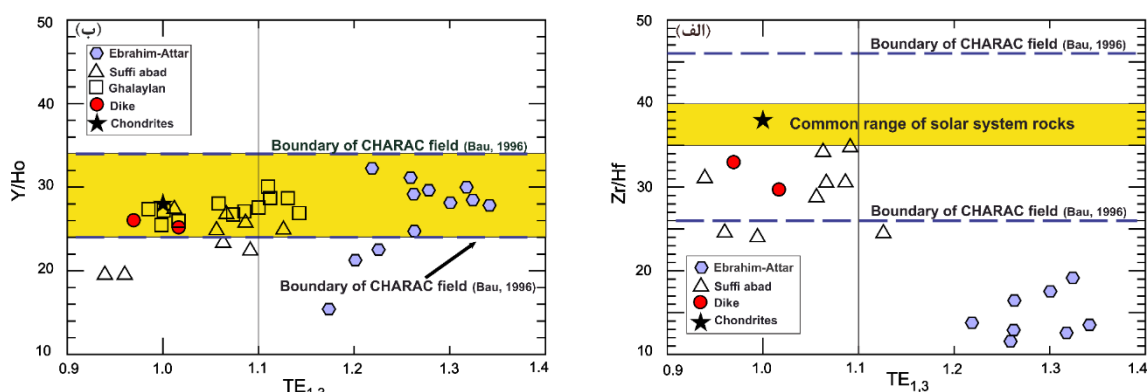 (ب)
50
40
30
20
10
Y/Ho
Ebrahim-Attar
Suffi abad
Ghalaylan
Dike
Chondrites
Boundary of CHARAC field (Bau, 1996)
Boundary of CHARAC field (Bau, 1996)
0.9 1.0 1.1 1.2 1.3 1.4
TE1,3
(الف)
50
40
30
20
10
Zr/Hf
Boundary of CHARAC field (Bau, 1996)
Common range of solar system rocks
Boundary of CHARAC field (Bau, 1996)
Ebrahim-Attar
Suffi abad
Dike
Chondrites
0.9 1.0 1.1 1.2 1.3 1.4
TE1,3